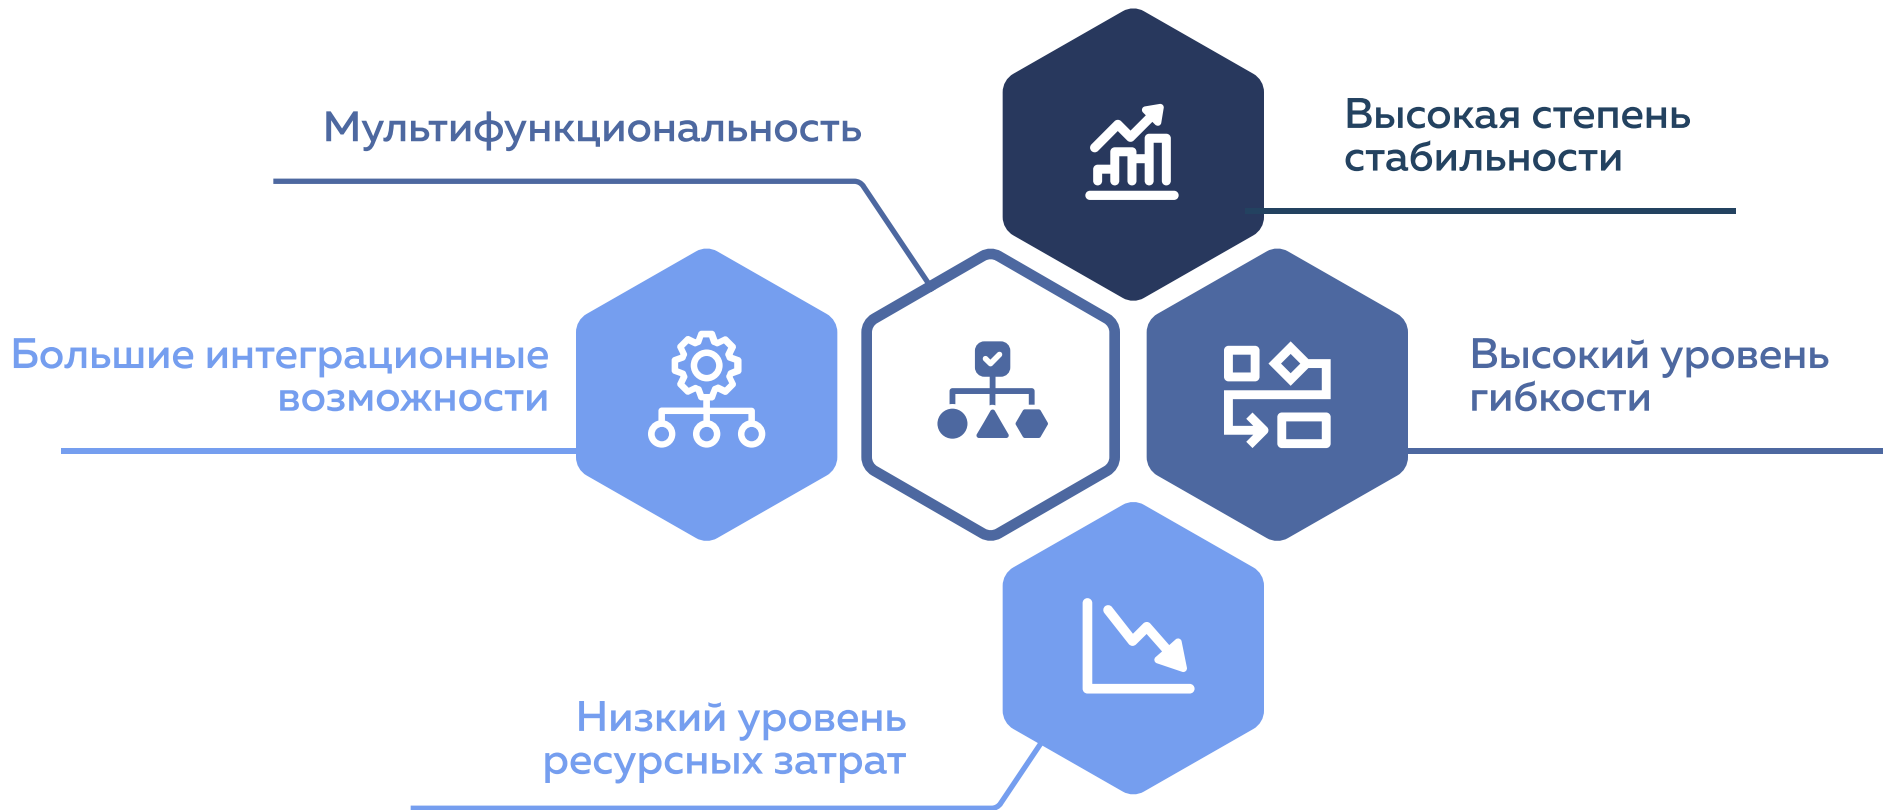 Мультифункциональность
Высокая степень
стабильности
Большие интеграционные
возможности
Высокий уровень
гибкости
Низкий уровень
ресурсных затрат